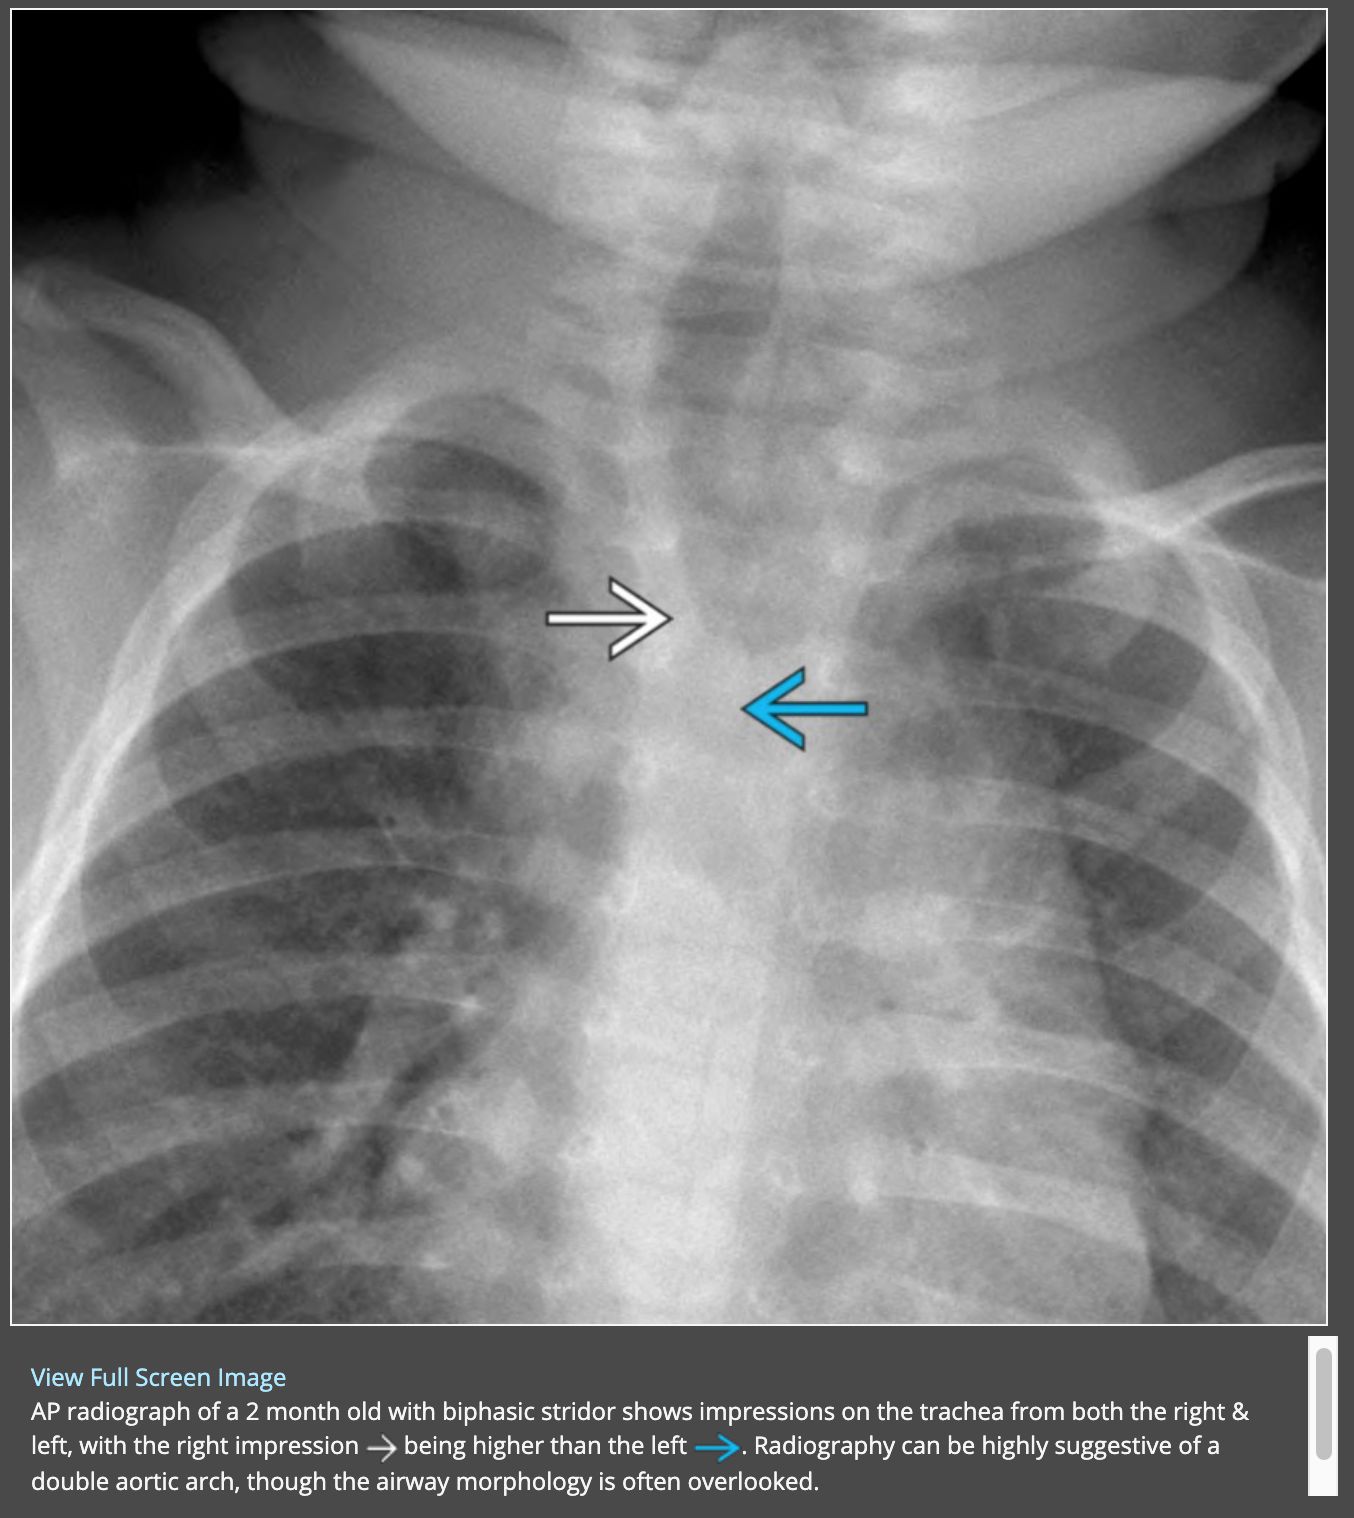 View Full Screen Image
AP radiograph of a 2 month old with biphasic stridor shows impressions on the trachea from both the right &
left, with the right impression → being higher than the left →. Radiography can be highly suggestive of a
double aortic arch, though the airway morphology is often overlooked.